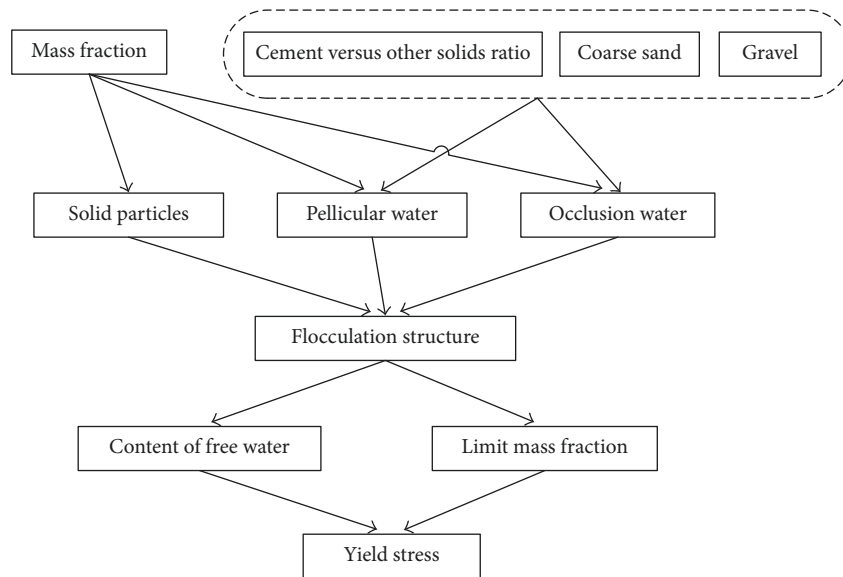 Mass fraction
Cement versus other solids ratio
Coarse sand
Gravel
Solid particles
Pellicular water
Occlusion water
Flocculation structure
Content of free water
Limit mass fraction
Yield stress